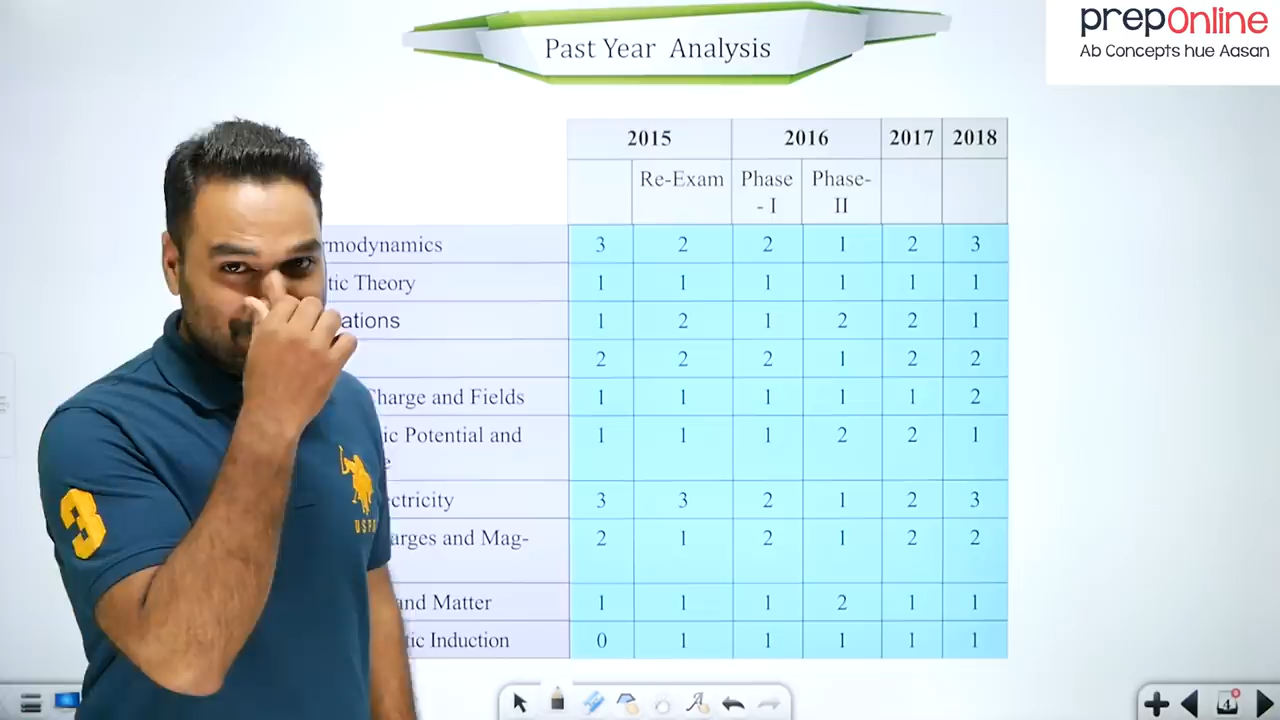 prepOnline
Ab Concepts hue Aasan
Past Year Analysis
2015 2016 2017 2018
Re-Exam Phase - I Phase-II
rmodynamics 3 2 2 1 2 3
tic Theory 1 1 1 1 1 1
ations 1 2 1 2 2 1
2 2 2 1 2 2
Charge and Fields 1 1 1 1 1 2
ic Potential and 1 1 1 2 2 1
e
ctricity 3 3 2 1 2 3
arges and Mag- 2 1 2 1 2 2
and Matter 1 1 1 2 1 1
tic Induction 0 1 1 1 1 1
3
USP
4